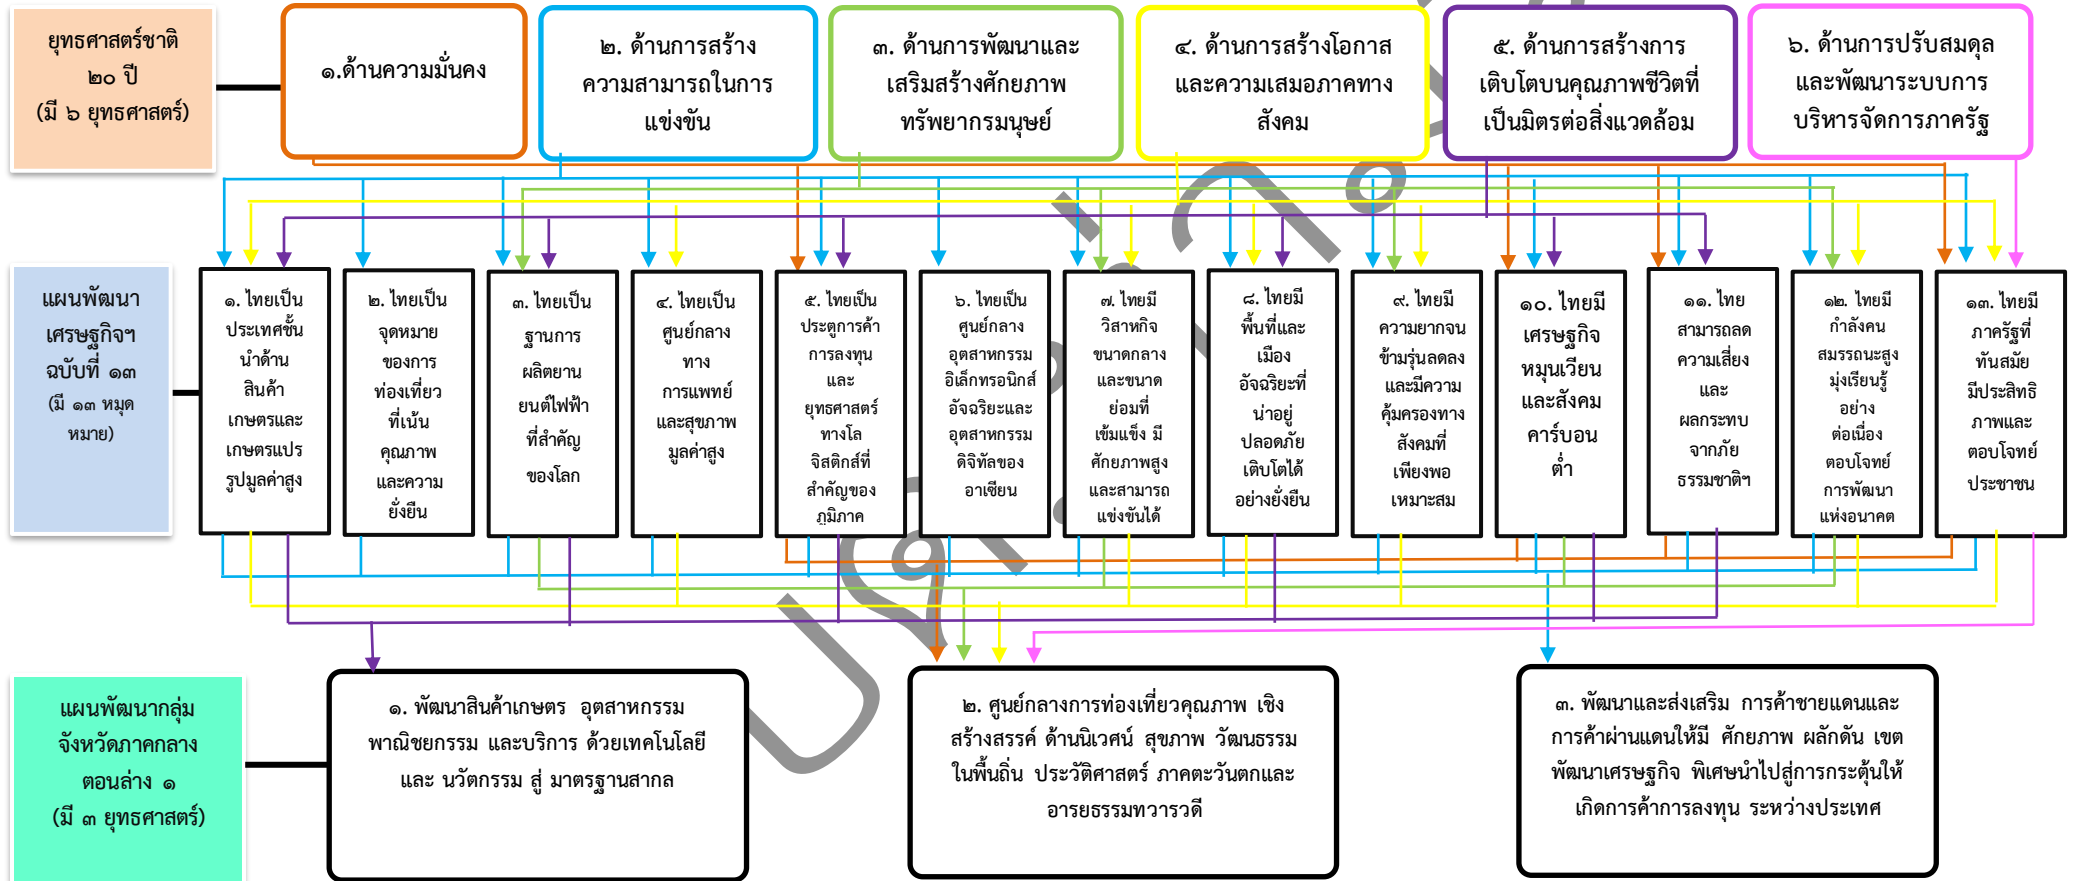 ยุทธศาสตร์ชาติ
๒๐ ปี
(มี ๖ ยุทธศาสตร์)
๑.ด้านความมั่นคง
๒. ด้านการสร้าง
ความสามารถในการ
แข่งขัน
๓. ด้านการพัฒนาและ
เสริมสร้างศักยภาพ
ทรัพยากรมนุษย์
๔. ด้านการสร้างโอกาส
และความเสมอภาคทาง
สังคม
๕. ด้านการสร้างการ
เติบโตบนคุณภาพชีวิตที่
เป็นมิตรต่อสิ่งแวดล้อม
๖. ด้านการปรับสมดุล
และพัฒนาระบบการ
บริหารจัดการภาครัฐ
แผนพัฒนา
เศรษฐกิจฯ
ฉบับที่ ๑๓
(มี ๑๓ หมุด
หมาย)
๑. ไทยเป็น
ประเทศชั้น
นำด้าน
สินค้า
เกษตรและ
เกษตรแปร
รูปมูลค่าสูง
๒. ไทยเป็น
จุดหมาย
ของการ
ท่องเที่ยว
ที่เน้น
คุณภาพ
และความ
ยั่งยืน
๓. ไทยเป็น
ฐานการ
ผลิตยาน
ยนต์ไฟฟ้า
ที่สำคัญ
ของโลก
๔. ไทยเป็น
ศูนย์กลาง
ทาง
การแพทย์
และสุขภาพ
มูลค่าสูง
๕. ไทยเป็น
ประตูการค้า
การลงทุน
และ
ยุทธศาสตร์
ทางโล
จิสติกส์ที่
สำคัญของ
ภูมิภาค
๖. ไทยเป็น
ศูนย์กลาง
อุตสาหกรรม
อิเล็กทรอนิกส์
อัจฉริยะและ
อุตสาหกรรม
ดิจิทัลของ
อาเซียน
๗. ไทยมี
วิสาหกิจ
ขนาดกลาง
และขนาด
ย่อมที่
เข้มแข็ง มี
ศักยภาพสูง
และสามารถ
แข่งขันได้
๘. ไทยมี
พื้นที่และ
เมือง
อัจฉริยะที่
น่าอยู่
ปลอดภัย
เติบโตได้
อย่างยั่งยืน
๙. ไทยมี
ความยากจน
ข้ามรุ่นลดลง
และมีความ
คุ้มครองทาง
สังคมที่
เพียงพอ
เหมาะสม
๑๐. ไทยมี
เศรษฐกิจ
หมุนเวียน
และสังคม
คาร์บอน
ต่ำ
๑๑. ไทย
สามารถลด
ความเสี่ยง
และ
ผลกระทบ
จากภัย
ธรรมชาติฯ
๑๒. ไทยมี
กำลังคน
สมรรถนะสูง
มุ่งเรียนรู้
อย่าง
ต่อเนื่อง
ตอบโจทย์
การพัฒนา
แห่งอนาคต
๑๓. ไทยมี
ภาครัฐที่
ทันสมัย
มีประสิทธิ
ภาพและ
ตอบโจทย์
ประชาชน
แผนพัฒนากลุ่ม
จังหวัดภาคกลาง
ตอนล่าง ๑
(มี ๓ ยุทธศาสตร์)
๑. พัฒนาสินค้าเกษตร อุตสาหกรรม
พาณิชยกรรม และบริการ ด้วยเทคโนโลยี
และ นวัตกรรม สู่ มาตรฐานสากล
๒. ศูนย์กลางการท่องเที่ยวคุณภาพ เชิง
สร้างสรรค์ ด้านนิเวศน์ สุขภาพ วัฒนธรรม
ในพื้นถิ่น ประวัติศาสตร์ ภาคตะวันตกและ
อารยธรรมทวารวดี
๓. พัฒนาและส่งเสริม การค้าชายแดนและ
การค้าผ่านแดนให้มี ศักยภาพ ผลักดัน เขต
พัฒนาเศรษฐกิจ พิเศษนำไปสู่การกระตุ้นให้
เกิดการค้าการลงทุน ระหว่างประเทศ